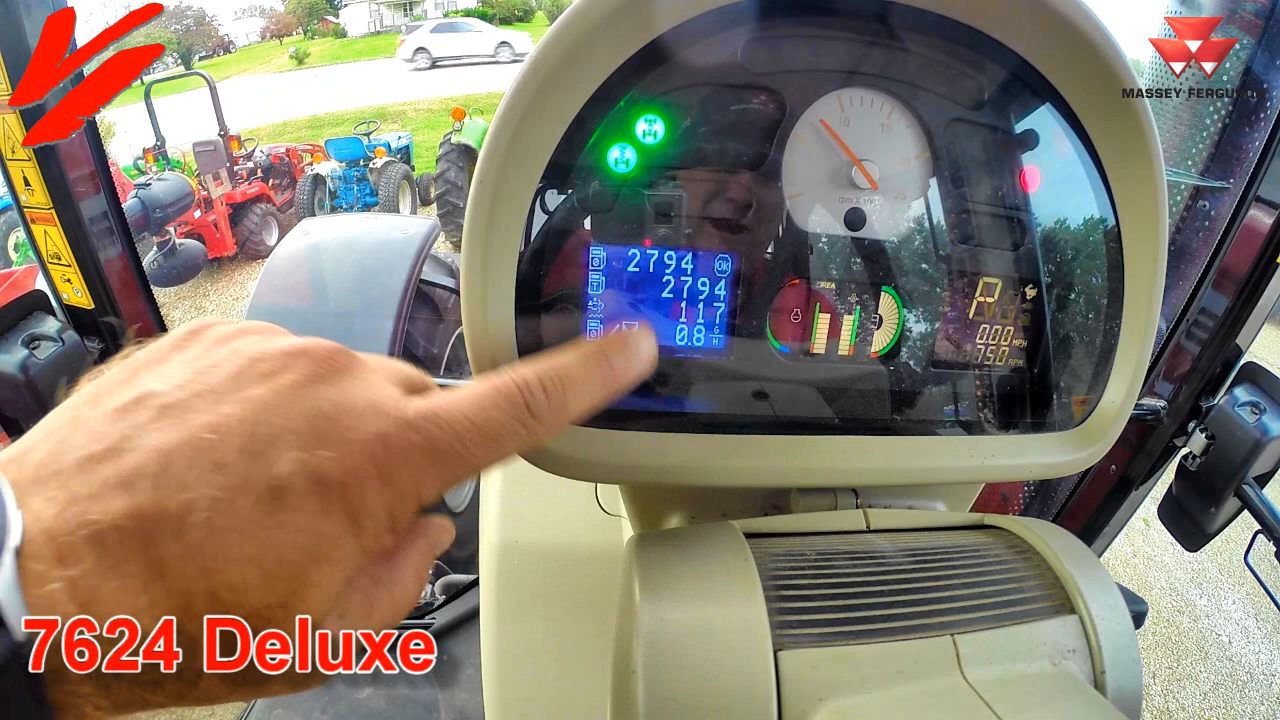 MASSEY FERGUSON
10 15
rpm X 100
2794 OK
2794
117
0.8 G/H
UREA
P
0.00 MPH
750 RPM
7624 Deluxe